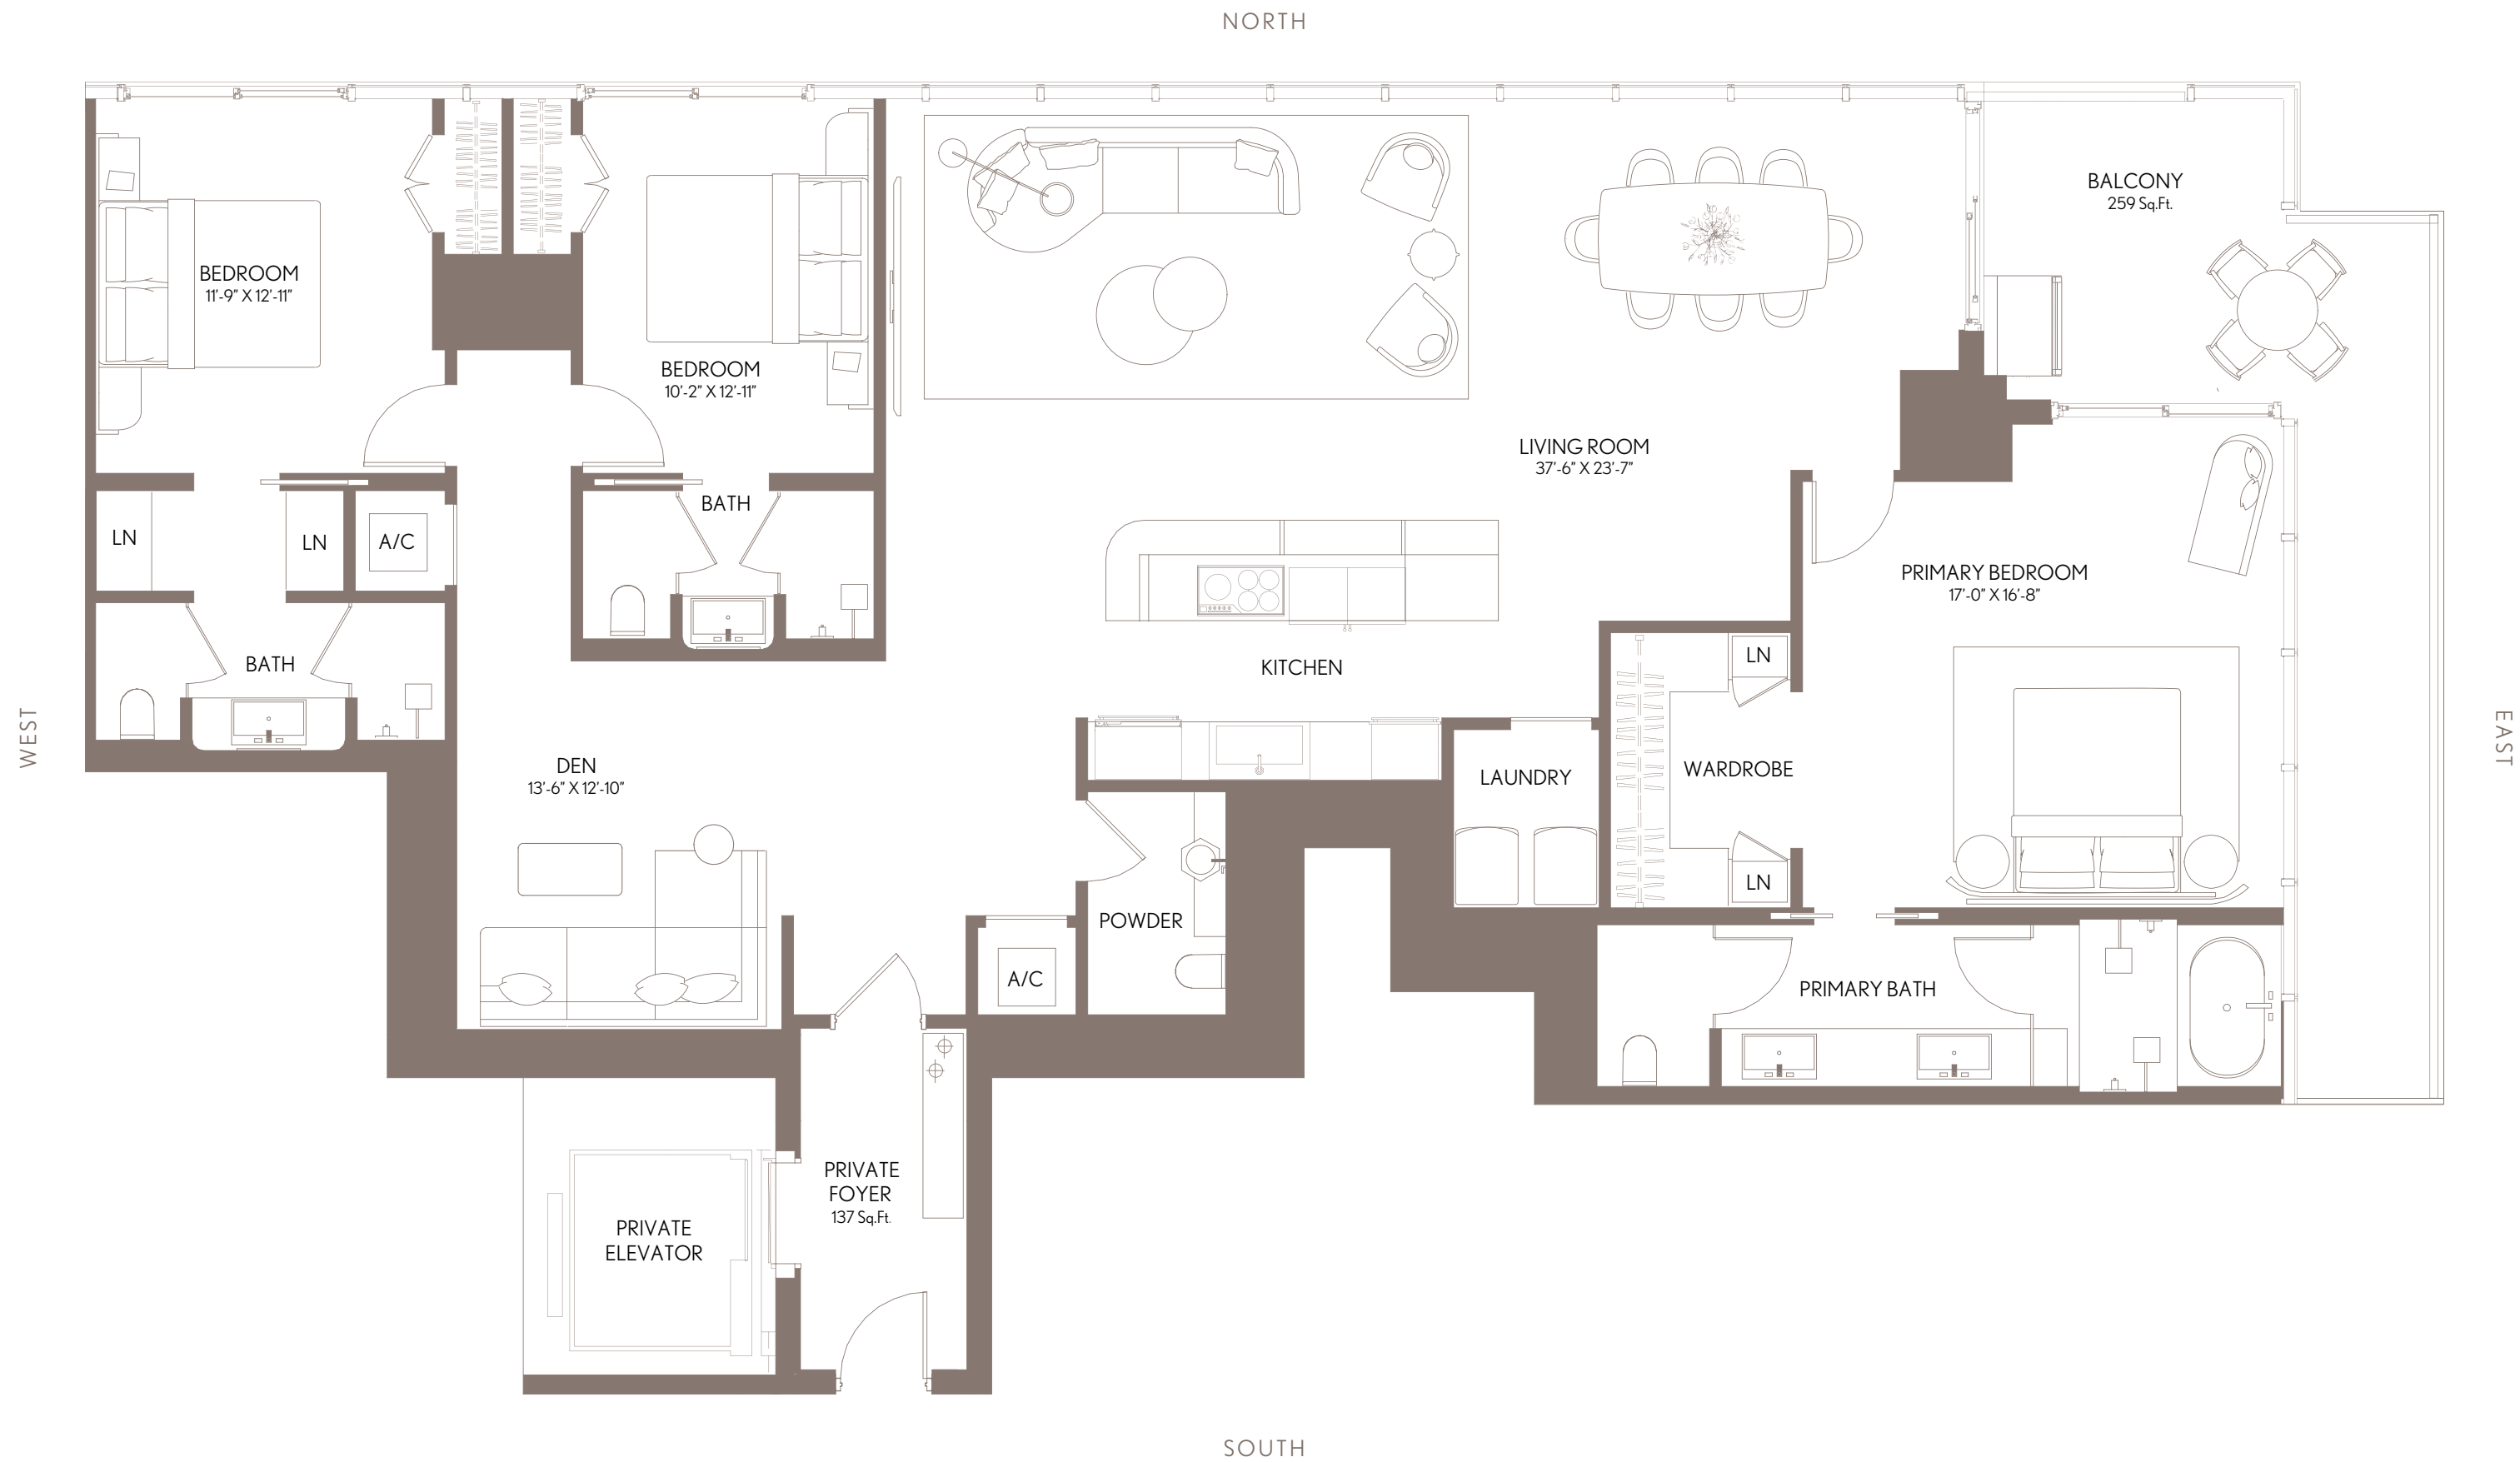 NORTH
BALCONY
259 Sq.Ft.
BEDROOM
11'-9" X 12'-11"
BEDROOM
10'-2" X 12'-11"
LIVING ROOM
37'-6" X 23'-7"
BATH
LN
LN
A/C
PRIMARY BEDROOM
17'-0" X 16'-8"
BATH
KITCHEN
LN
WEST
EAST
DEN
13'-6" X 12'-10"
LAUNDRY
WARDROBE
LN
POWDER
A/C
PRIMARY BATH
PRIVATE
FOYER
137 Sq.Ft.
PRIVATE
ELEVATOR
SOUTH